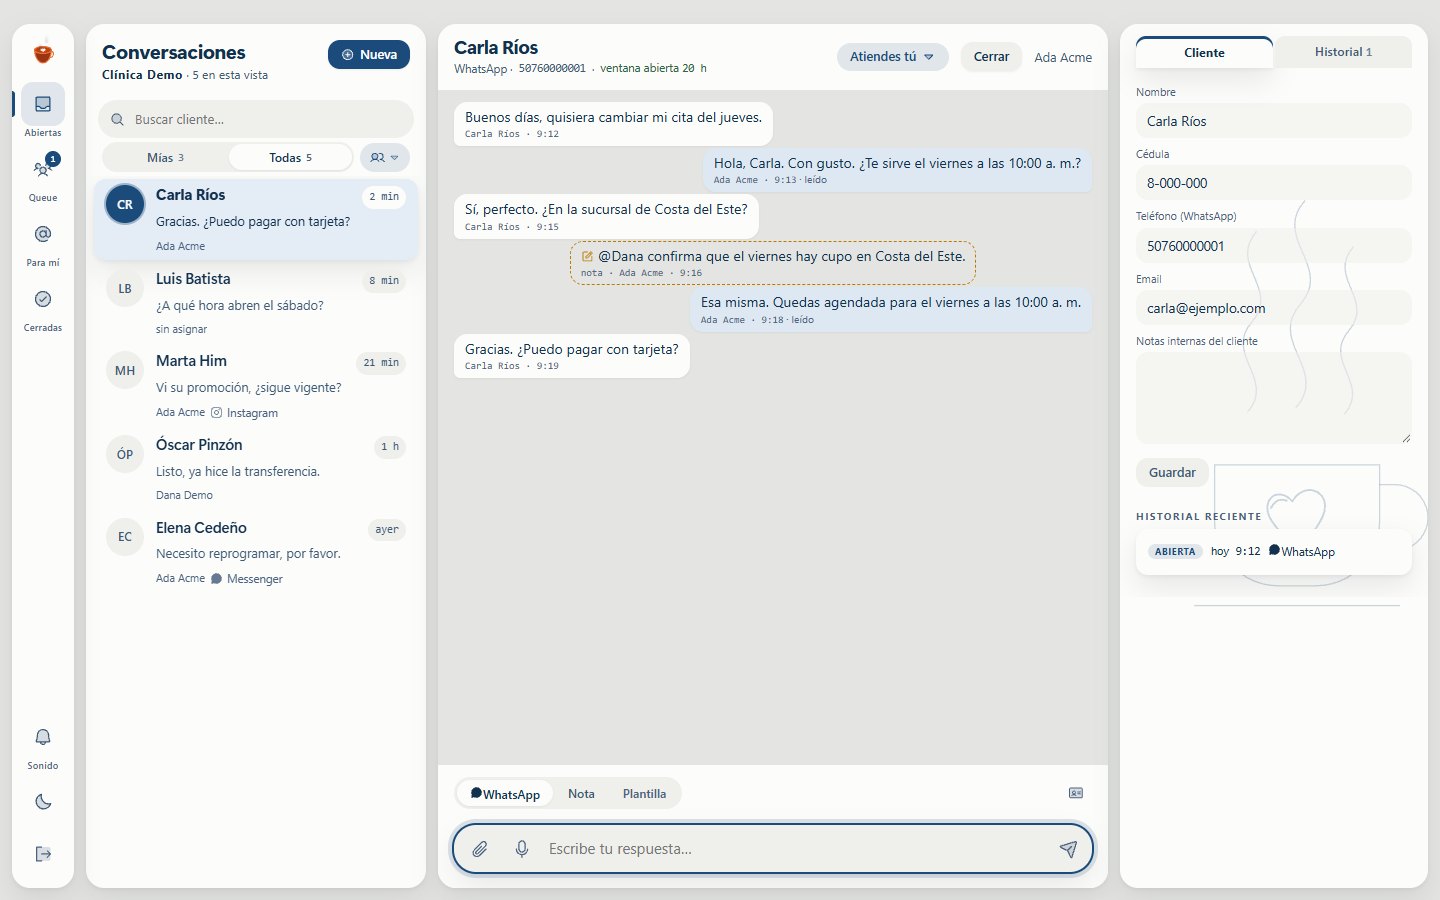 Abiertas
1
Queue
Para mí
Cerradas
Sonido
Conversaciones
Nueva
Clínica Demo · 5 en esta vista
Buscar cliente...
Mías 3
Todas 5
CR
Carla Ríos
2 min
Gracias. ¿Puedo pagar con tarjeta?
Ada Acme
LB
Luis Batista
8 min
¿A qué hora abren el sábado?
sin asignar
MH
Marta Him
21 min
Vi su promoción, ¿sigue vigente?
Ada Acme Instagram
ÓP
Óscar Pinzón
1 h
Listo, ya hice la transferencia.
Dana Demo
EC
Elena Cedeño
ayer
Necesito reprogramar, por favor.
Ada Acme Messenger
Carla Ríos
WhatsApp · 50760000001 · ventana abierta 20 h
Atiendes tú
Cerrar
Ada Acme
Buenos días, quisiera cambiar mi cita del jueves.
Carla Ríos · 9:12
Hola, Carla. Con gusto. ¿Te sirve el viernes a las 10:00 a. m.?
Ada Acme · 9:13 · leído
Sí, perfecto. ¿En la sucursal de Costa del Este?
Carla Ríos · 9:15
@Dana confirma que el viernes hay cupo en Costa del Este.
nota · Ada Acme · 9:16
Esa misma. Quedas agendada para el viernes a las 10:00 a. m.
Ada Acme · 9:18 · leído
Gracias. ¿Puedo pagar con tarjeta?
Carla Ríos · 9:19
WhatsApp
Nota
Plantilla
Escribe tu respuesta...
Cliente
Historial 1
Nombre
Carla Ríos
Cédula
8-000-000
Teléfono (WhatsApp)
50760000001
Email
carla@ejemplo.com
Notas internas del cliente
Guardar
HISTORIAL RECIENTE
ABIERTA hoy 9:12 WhatsApp